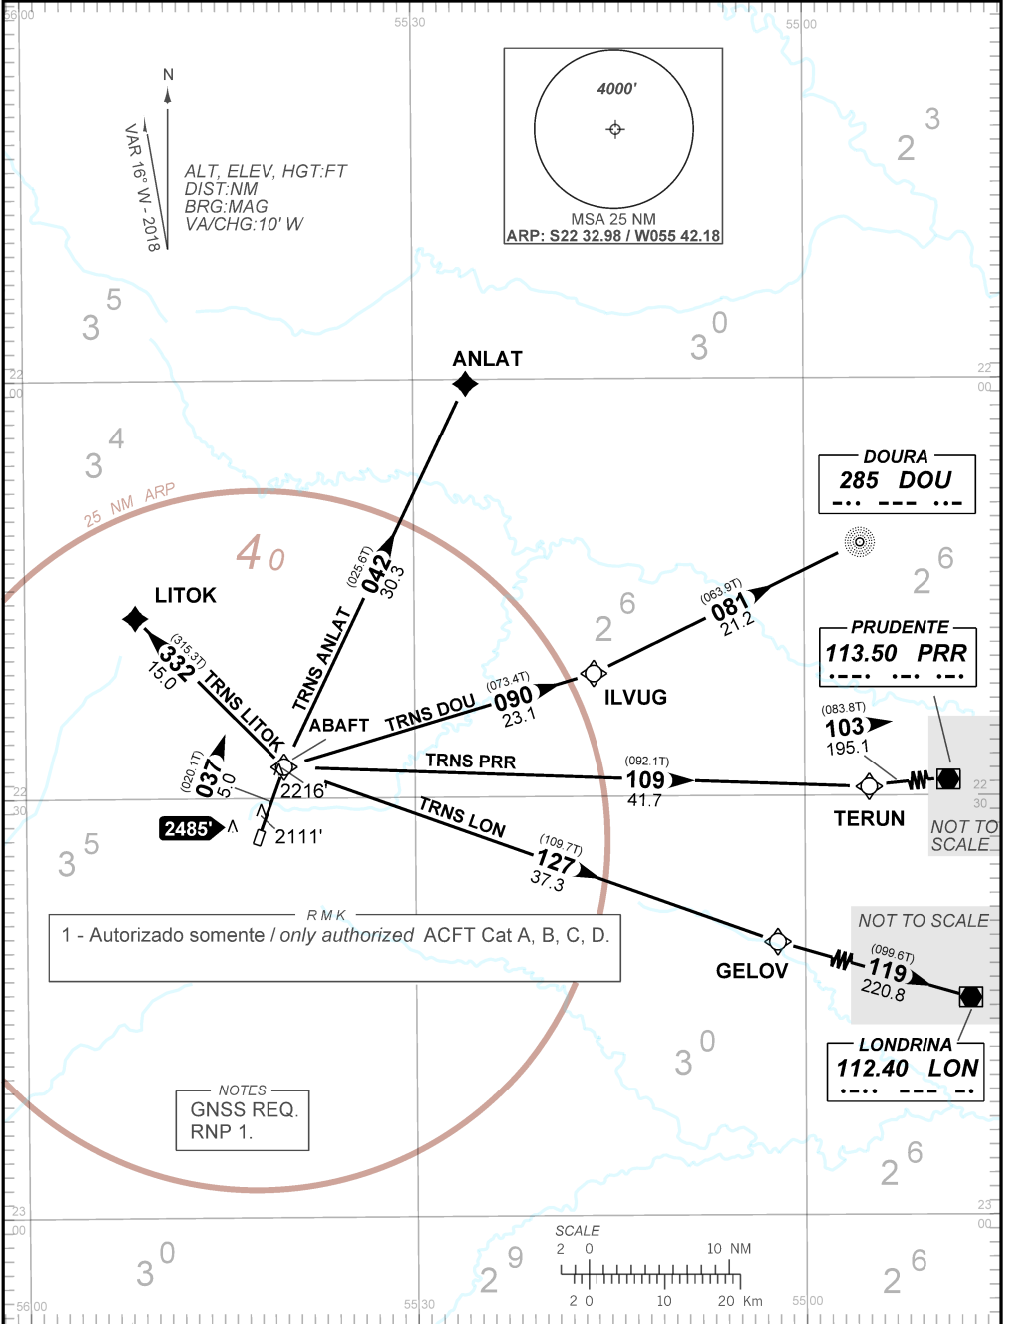 56 00
55 30
55 00
N
VAR 16° W - 2018
ALT, ELEV, HGT:FT
DIST:NM
BRG:MAG
VA/CHG:10' W
4000'
MSA 25 NM
ARP: S22 32.98 / W055 42.18
2 3
3 5
3 0
ANLAT
22
00
22
00
3 4
25 NM ARP
DOURA
285 DOU
-·· --- ··-
4 0
2 6
LITOK
(025.6T)
042
30.3
TRNS ANLAT
(063.9T)
081
21.2
2 6
PRUDENTE
113.50 PRR
·--· ·-· ·-·
(315.3T)
332
15.0
TRNS LITOK
ILVUG
(073.4T)
090
23.1
TRNS DOU
ABAFT
(083.8T)
103
195.1
TRNS PRR
(092.1T)
109
41.7
(020.1T)
037
5.0
2216'
TERUN
22
30
22
30
NOT TO
SCALE
2485'
2111'
TRNS LON
(109.7T)
127
37.3
3 5
RMK
1 - Autorizado somente / only authorized ACFT Cat A, B, C, D.
NOT TO SCALE
GELOV
(099.6T)
119
220.8
3 0
LONDRINA
112.40 LON
·-·· --- -·
NOTES
GNSS REQ.
RNP 1.
2 6
23
00
23
00
SCALE
2 0 10 NM
2 0 10 20 Km
3 0
2 9
2 6
56 00
55 30
55 00